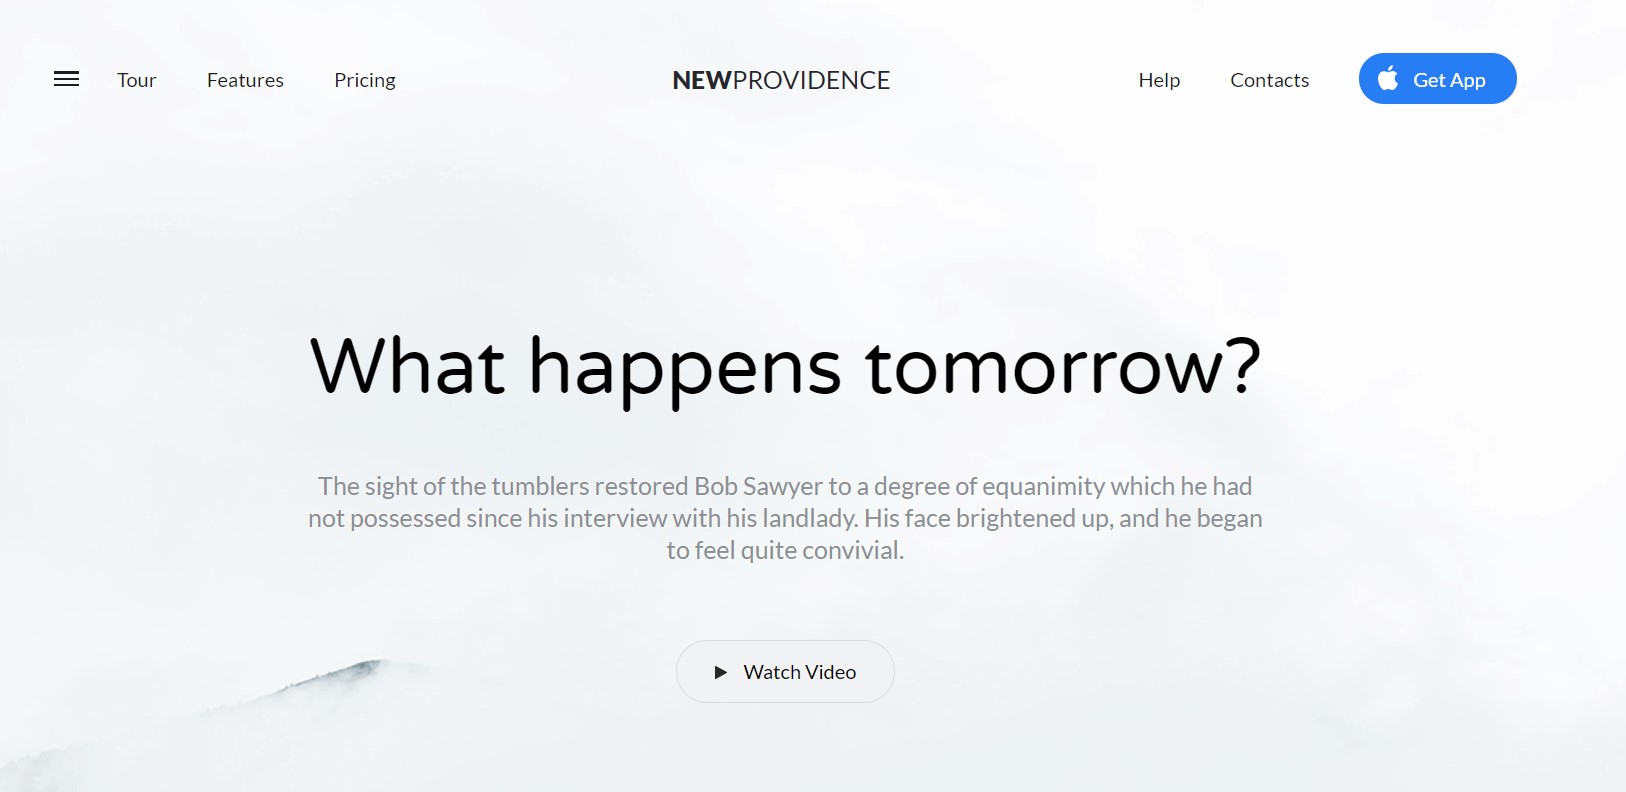 Tour Features Pricing NEWPROVIDENCE Help Contacts Get App
What happens tomorrow?
The sight of the tumblers restored Bob Sawyer to a degree of equanimity which he had
not possessed since his interview with his landlady. His face brightened up, and he began
to feel quite convivial.
Watch Video